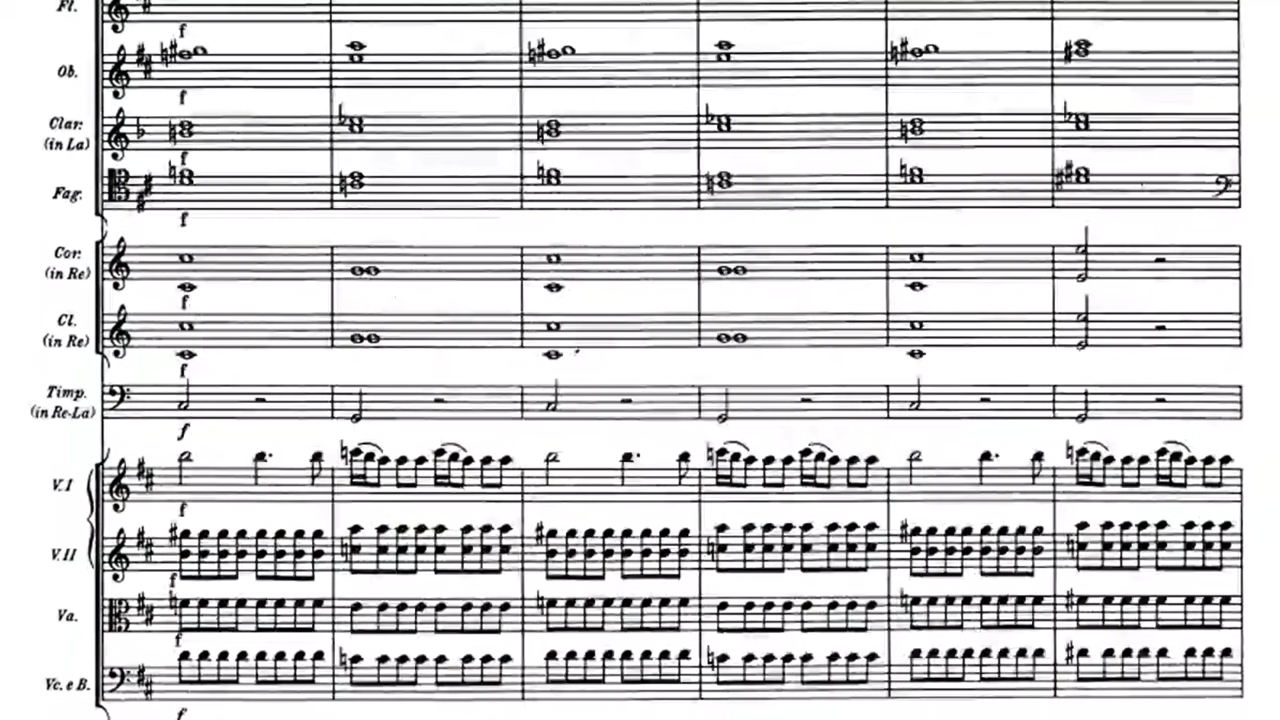 Fl.
f
Ob.
f
Clar.
(in La)
f
Fag.
f
Cor.
(in Re)
f
Cl.
(in Re)
f
Timp.
(in Re-La)
f
V. I
f
V. II
f
Va.
f
Vc. e B.
f